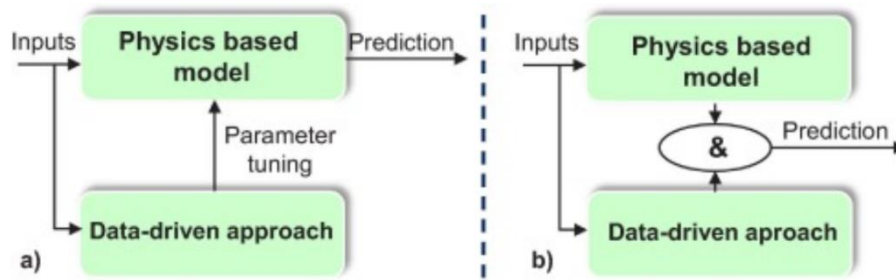 Inputs
Physics based
model
Prediction
Parameter
tuning
Data-driven approach
a)
Inputs
Physics based
model
&
Prediction
Data-driven aproach
b)